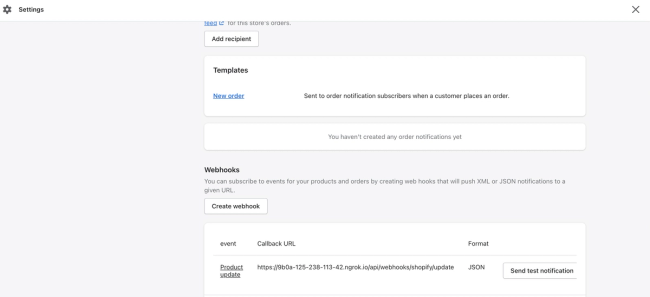 Settings
feed for this store's orders.
Add recipient
Templates
New order Sent to order notification subscribers when a customer places an order.
You haven't created any order notifications yet
Webhooks
You can subscribe to events for your products and orders by creating web hooks that will push XML or JSON notifications to a
given URL.
Create webhook
event Callback URL Format
Product https://9b0a-125-238-113-42.ngrok.io/api/webhooks/shopify/update JSON Send test notification
update